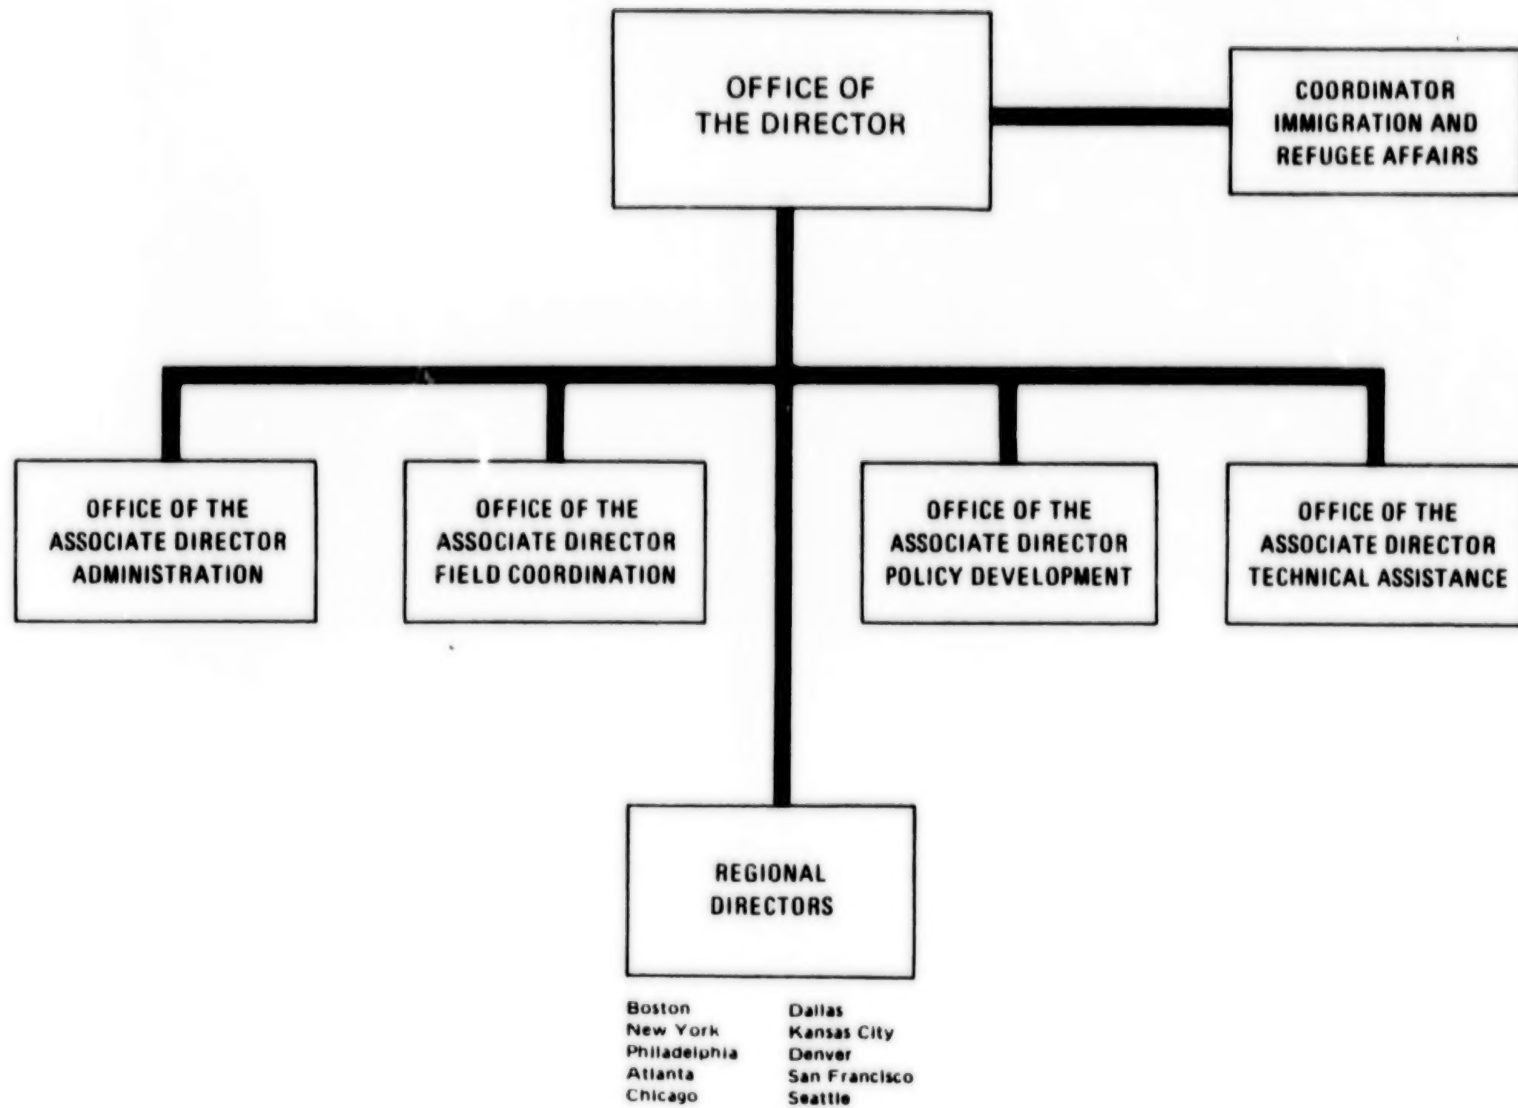 OFFICE OF
THE DIRECTOR
COORDINATOR
IMMIGRATION AND
REFUGEE AFFAIRS
OFFICE OF THE
ASSOCIATE DIRECTOR
ADMINISTRATION
OFFICE OF THE
ASSOCIATE DIRECTOR
FIELD COORDINATION
OFFICE OF THE
ASSOCIATE DIRECTOR
POLICY DEVELOPMENT
OFFICE OF THE
ASSOCIATE DIRECTOR
TECHNICAL ASSISTANCE
REGIONAL
DIRECTORS
Boston
New York
Philadelphia
Atlanta
Chicago
Dallas
Kansas City
Denver
San Francisco
Seattle